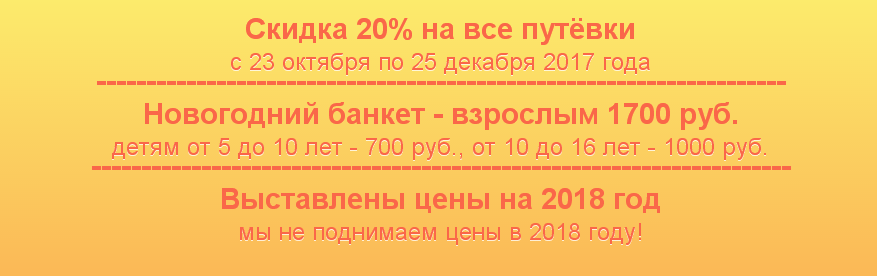 Скидка 20% на все путёвки
с 23 октября по 25 декабря 2017 года
Новогодний банкет - взрослым 1700 руб.
детям от 5 до 10 лет - 700 руб., от 10 до 16 лет - 1000 руб.
Выставлены цены на 2018 год
мы не поднимаем цены в 2018 году!